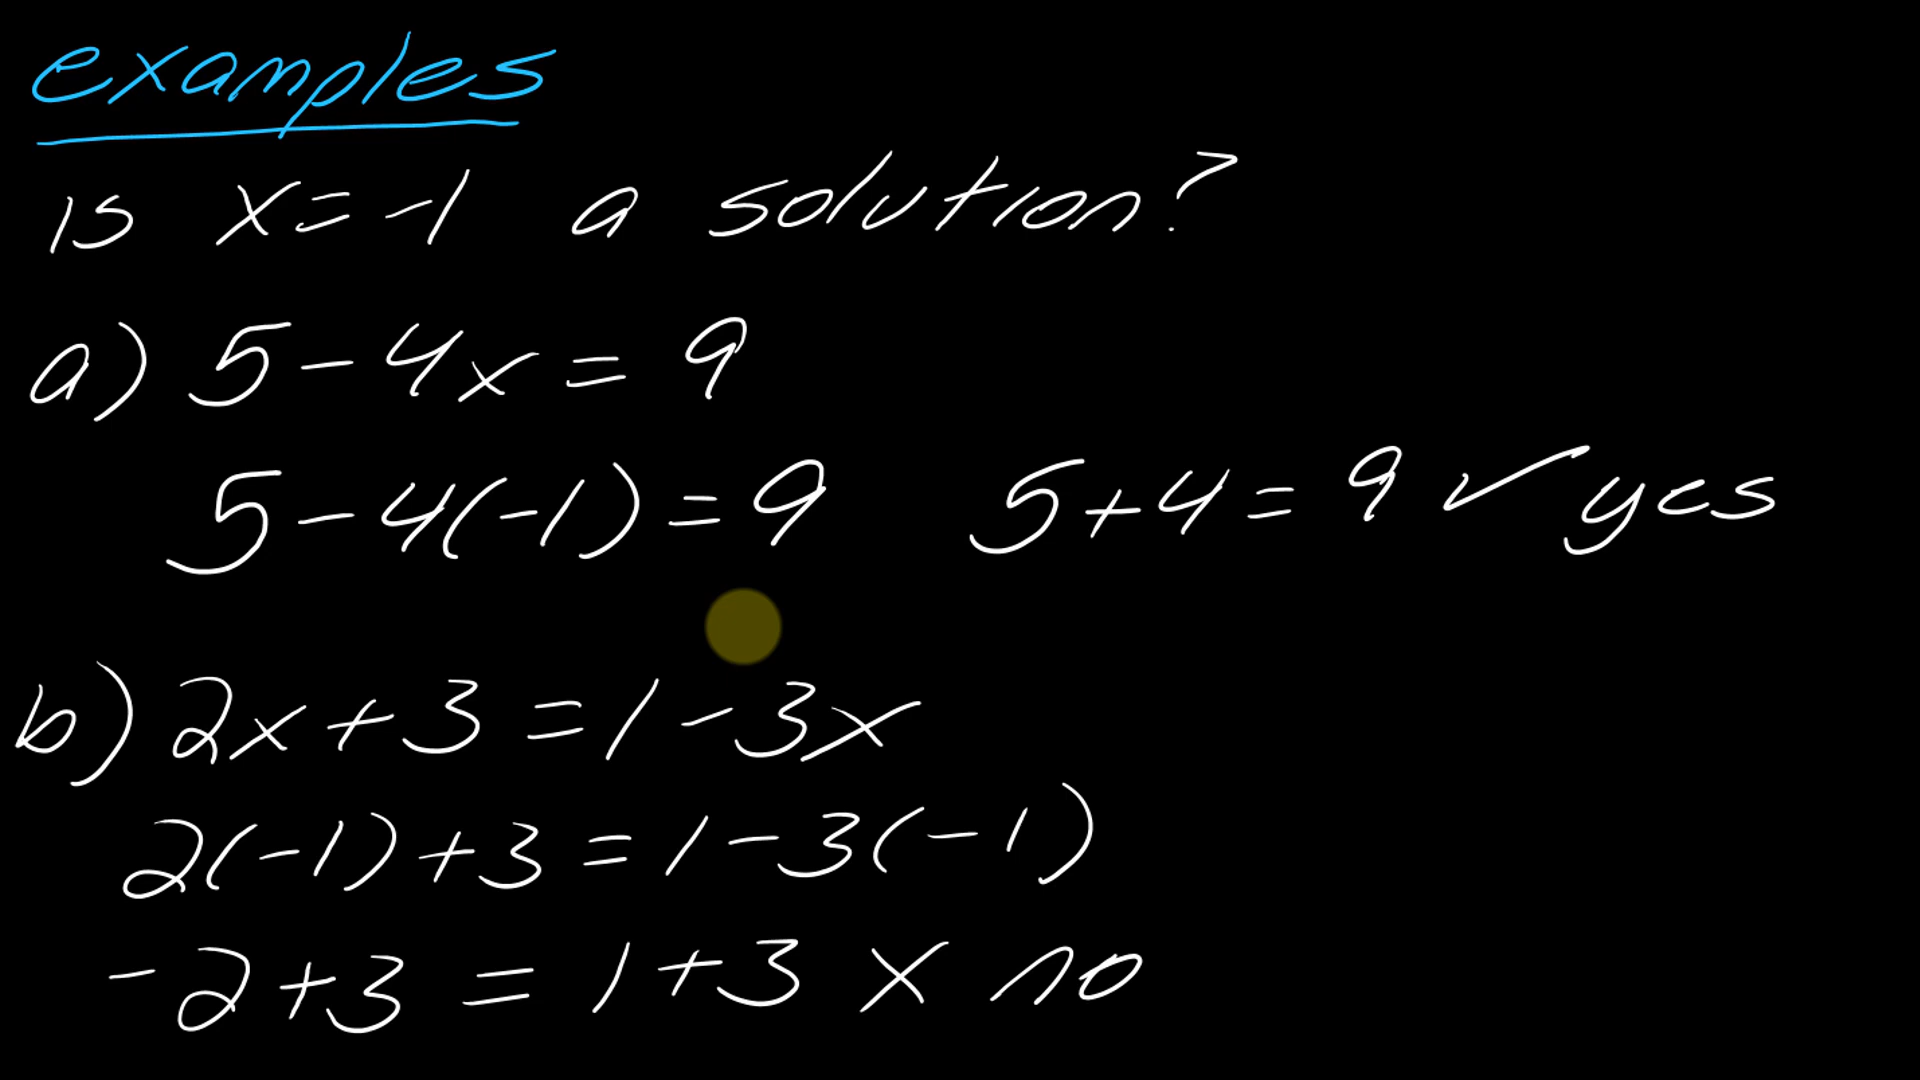 examples
is x=-1 a solution?
a) 5-4x=9
5-4(-1)=9 5+4=9 ✓ yes
b) 2x+3=1-3x
2(-1)+3=1-3(-1)
-2+3=1+3 X no